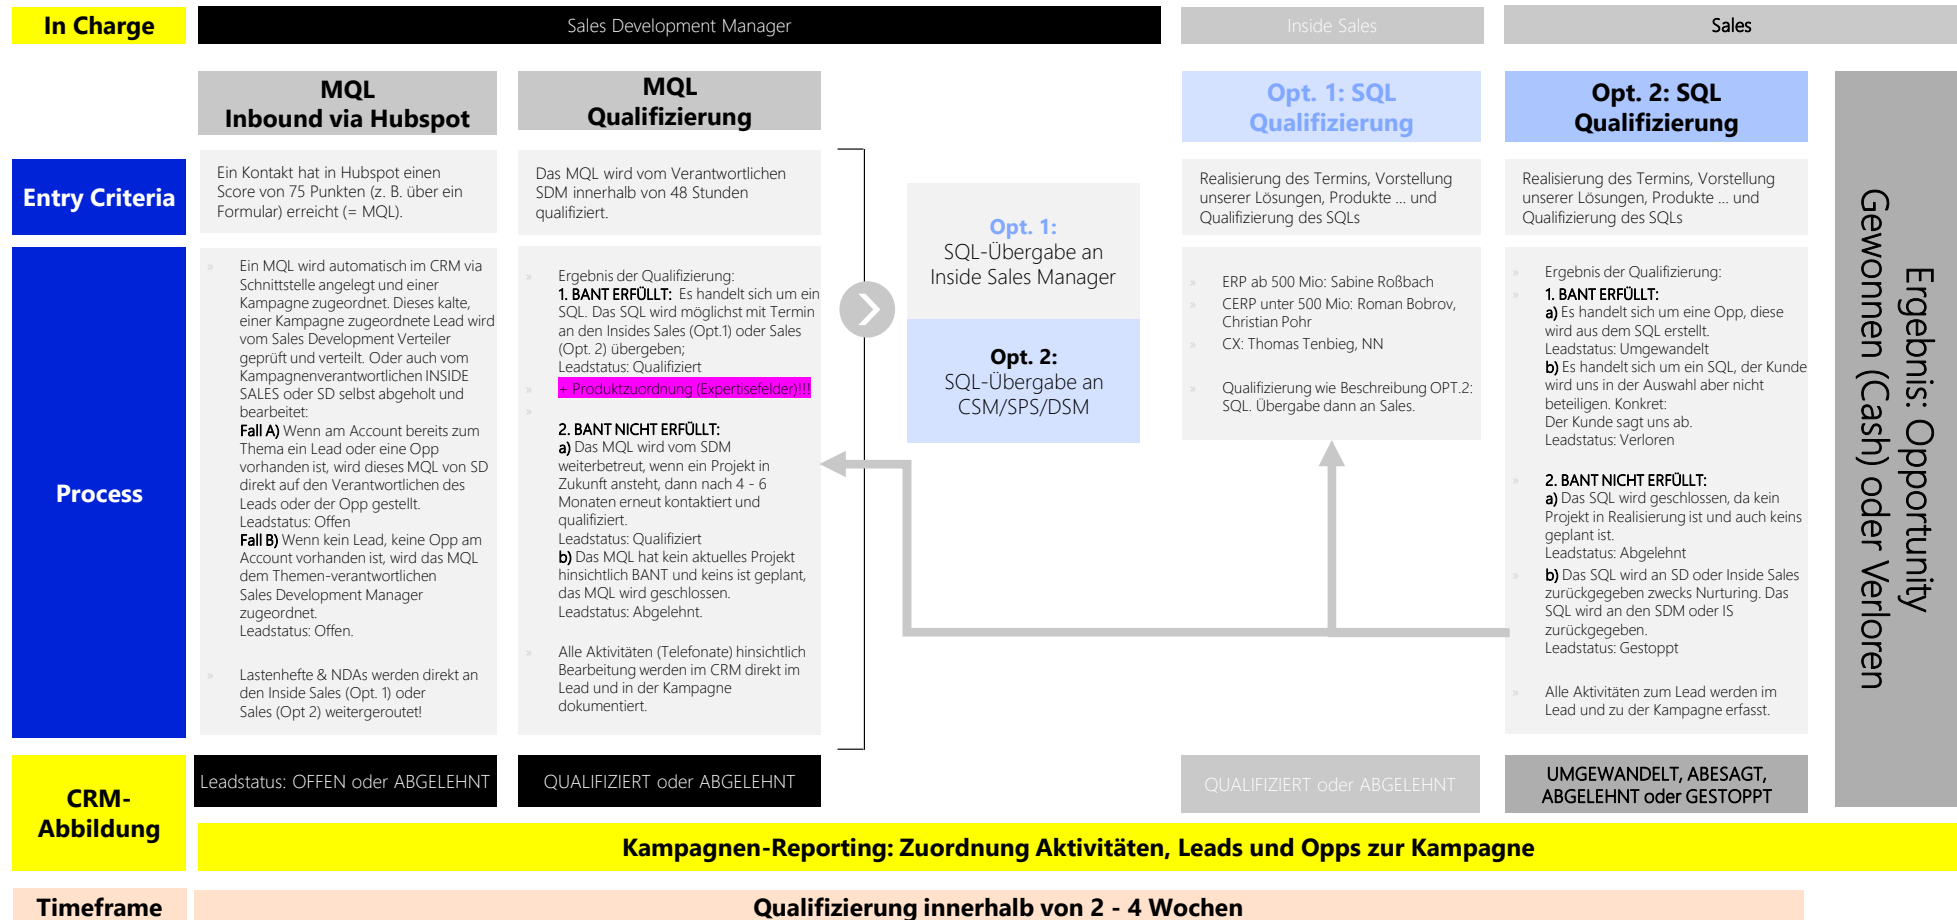 In Charge
Sales Development Manager
Inside Sales
Sales
MQL
Inbound via Hubspot
MQL
Qualifizierung
Opt. 1: SQL
Qualifizierung
Opt. 2: SQL
Qualifizierung
Entry Criteria
Ein Kontakt hat in Hubspot einen
Score von 75 Punkten (z. B. über ein
Formular) erreicht (= MQL).
Das MQL wird vom Verantwortlichen
SDM innerhalb von 48 Stunden
qualifiziert.
Realisierung des Termins, Vorstellung
unserer Lösungen, Produkte ... und
Qualifizierung des SQLs
Realisierung des Termins, Vorstellung
unserer Lösungen, Produkte ... und
Qualifizierung des SQLs
Process
» Ein MQL wird automatisch im CRM via
Schnittstelle angelegt und einer
Kampagne zugeordnet. Dieses kalte,
einer Kampagne zugeordnete Lead wird
vom Sales Development Verteiler
geprüft und verteilt. Oder auch vom
Kampagnenverantwortlichen INSIDE
SALES oder SD selbst abgeholt und
bearbeitet:
Fall A) Wenn am Account bereits zum
Thema ein Lead oder eine Opp
vorhanden ist, wird dieses MQL von SD
direkt auf den Verantwortlichen des
Leads oder der Opp gestellt.
Leadstatus: Offen
Fall B) Wenn kein Lead, keine Opp am
Account vorhanden ist, wird das MQL
dem Themen-verantwortlichen
Sales Development Manager
zugeordnet.
Leadstatus: Offen.
» Lastenhefte & NDAs werden direkt an
den Inside Sales (Opt. 1) oder
Sales (Opt 2) weitergeroutet!
» Ergebnis der Qualifizierung:
1. BANT ERFÜLLT: Es handelt sich um ein
SQL. Das SQL wird möglichst mit Termin
an den Insides Sales (Opt.1) oder Sales
(Opt. 2) übergeben;
Leadstatus: Qualifiziert
» + Produktzuordnung (Expertisefelder)!!!
»
2. BANT NICHT ERFÜLLT:
a) Das MQL wird vom SDM
weiterbetreut, wenn ein Projekt in
Zukunft ansteht, dann nach 4 - 6
Monaten erneut kontaktiert und
qualifiziert.
Leadstatus: Qualifiziert
b) Das MQL hat kein aktuelles Projekt
hinsichtlich BANT und keins ist geplant,
das MQL wird geschlossen.
Leadstatus: Abgelehnt.
» Alle Aktivitäten (Telefonate) hinsichtlich
Bearbeitung werden im CRM direkt im
Lead und in der Kampagne
dokumentiert.
Opt. 1:
SQL-Übergabe an
Inside Sales Manager
Opt. 2:
SQL-Übergabe an
CSM/SPS/DSM
» ERP ab 500 Mio: Sabine Roßbach
» CERP unter 500 Mio: Roman Bobrov,
Christian Pohr
» CX: Thomas Tenbieg, NN
» Qualifizierung wie Beschreibung OPT.2:
SQL. Übergabe dann an Sales.
» Ergebnis der Qualifizierung:
» 1. BANT ERFÜLLT:
a) Es handelt sich um eine Opp, diese
wird aus dem SQL erstellt.
Leadstatus: Umgewandelt
b) Es handelt sich um ein SQL, der Kunde
wird uns in der Auswahl aber nicht
beteiligen. Konkret:
Der Kunde sagt uns ab.
Leadstatus: Verloren
» 2. BANT NICHT ERFÜLLT:
a) Das SQL wird geschlossen, da kein
Projekt in Realisierung ist und auch keins
geplant ist.
Leadstatus: Abgelehnt
» b) Das SQL wird an SD oder Inside Sales
zurückgegeben zwecks Nurturing. Das
SQL wird an den SDM oder IS
zurückgegeben.
Leadstatus: Gestoppt
» Alle Aktivitäten zum Lead werden im
Lead und zu der Kampagne erfasst.
Ergebnis: Opportunity
Gewonnen (Cash) oder Verloren
CRM-
Abbildung
Leadstatus: OFFEN oder ABGELEHNT
QUALIFIZIERT oder ABGELEHNT
QUALIFIZIERT oder ABGELEHNT
UMGEWANDELT, ABESAGT,
ABGELEHNT oder GESTOPPT
Kampagnen-Reporting: Zuordnung Aktivitäten, Leads und Opps zur Kampagne
Timeframe
Qualifizierung innerhalb von 2 - 4 Wochen